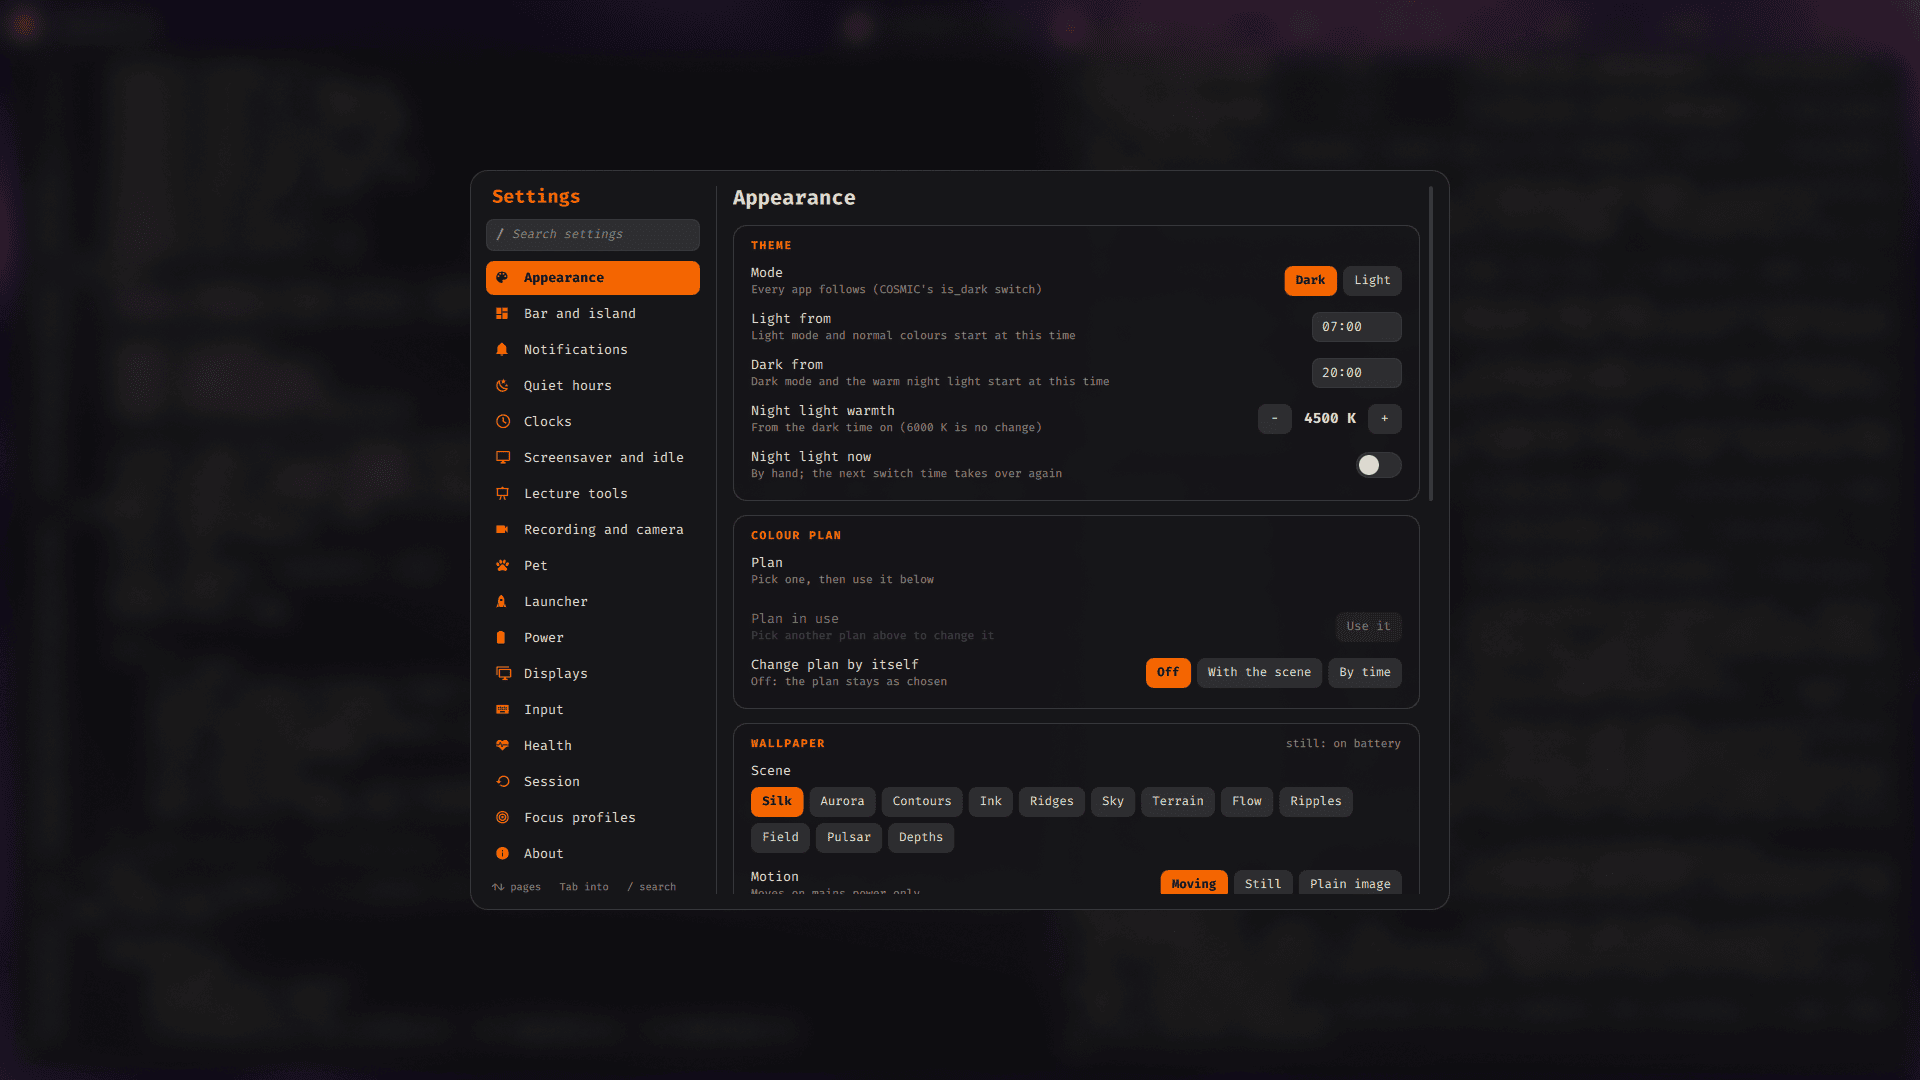 Settings
/ Search settings
Appearance
Bar and island
Notifications
Quiet hours
Clocks
Screensaver and idle
Lecture tools
Recording and camera
Pet
Launcher
Power
Displays
Input
Health
Session
Focus profiles
About
↑↓ pages Tab into / search
Appearance
THEME
Mode
Every app follows (COSMIC's is_dark switch)
Dark Light
Light from
Light mode and normal colours start at this time
07:00
Dark from
Dark mode and the warm night light start at this time
20:00
Night light warmth
From the dark time on (6000 K is no change)
- 4500 K +
Night light now
By hand; the next switch time takes over again
COLOUR PLAN
Plan
Pick one, then use it below
Plan in use
Pick another plan above to change it
Use it
Change plan by itself
Off: the plan stays as chosen
Off With the scene By time
WALLPAPER still: on battery
Scene
Silk Aurora Contours Ink Ridges Sky Terrain Flow Ripples
Field Pulsar Depths
Motion
Moves on mains power only
Moving Still Plain image